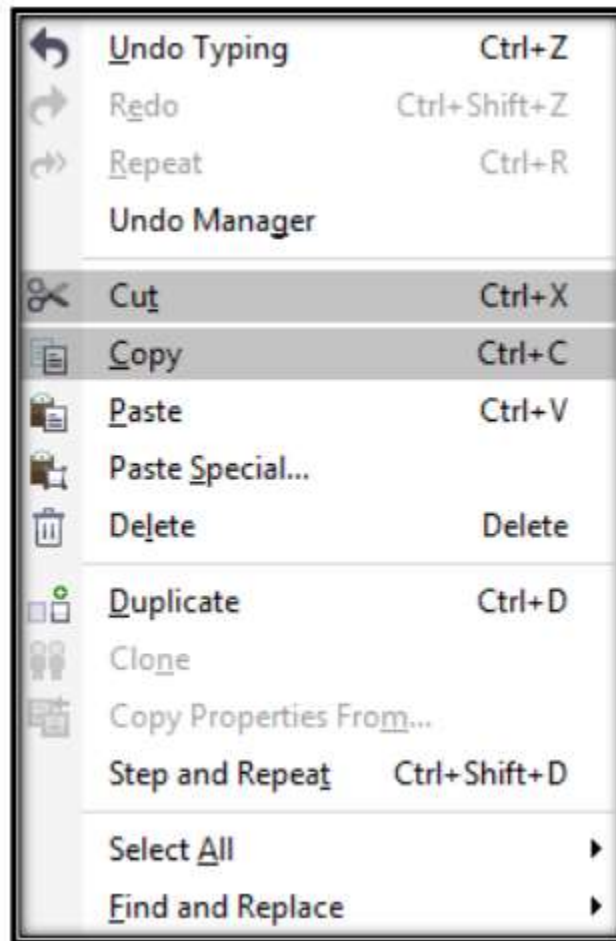 Undo Typing Ctrl+Z
Redo Ctrl+Shift+Z
Repeat Ctrl+R
Undo Manager
Cut Ctrl+X
Copy Ctrl+C
Paste Ctrl+V
Paste Special...
Delete Delete
Duplicate Ctrl+D
Clone
Copy Properties From...
Step and Repeat Ctrl+Shift+D
Select All
Find and Replace